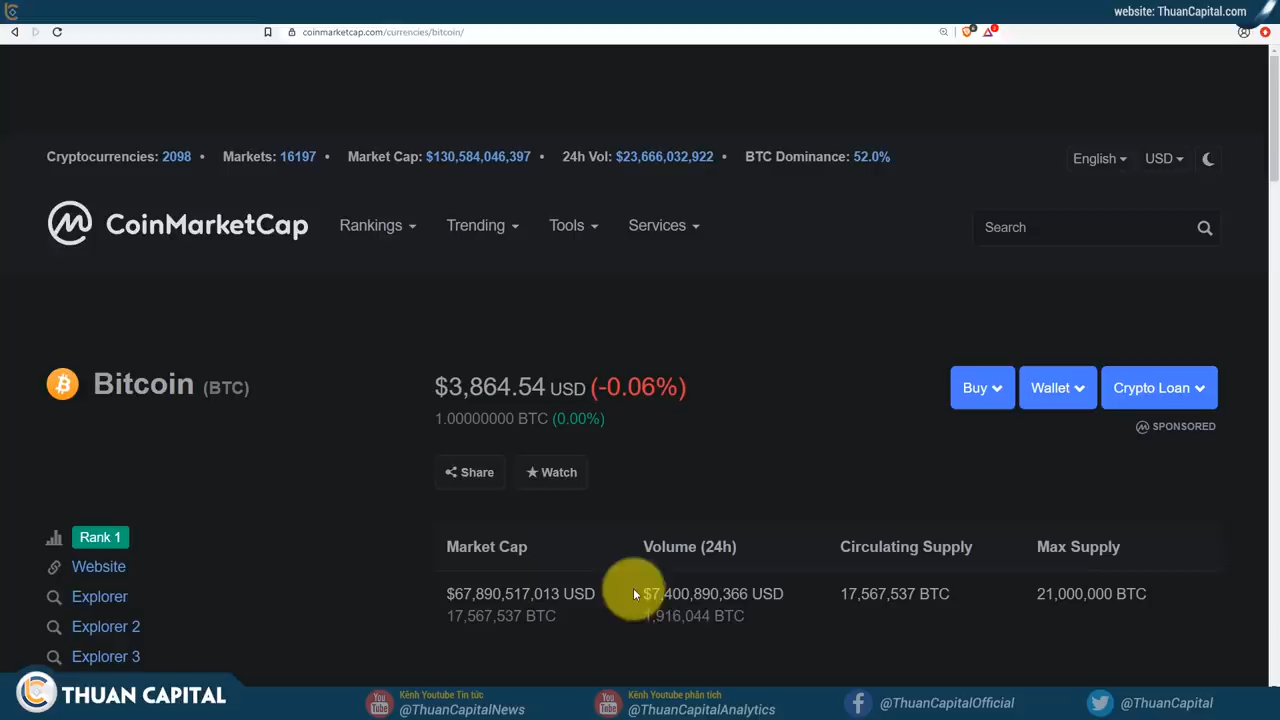 website: ThuanCapital.com
coinmarketcap.com/currencies/bitcoin/
Cryptocurrencies: 2098 • Markets: 16197 • Market Cap: $130,584,046,397 • 24h Vol: $23,666,032,922 • BTC Dominance: 52.0%
English USD
CoinMarketCap Rankings Trending Tools Services Search
Bitcoin (BTC) $3,864.54 USD (-0.06%)
Buy Wallet Crypto Loan
1.00000000 BTC (0.00%)
SPONSORED
Share Watch
Rank 1
Website
Explorer
Explorer 2
Explorer 3
Market Cap Volume (24h) Circulating Supply Max Supply
$67,890,517,013 USD $7,400,890,366 USD 17,567,537 BTC 21,000,000 BTC
17,567,537 BTC 1,916,044 BTC
THUAN CAPITAL
Kênh Youtube Tin tức
@ThuanCapitalNews
Kênh Youtube phân tích
@ThuanCapitalAnalytics
@ThuanCapitalOfficial
@ThuanCapital